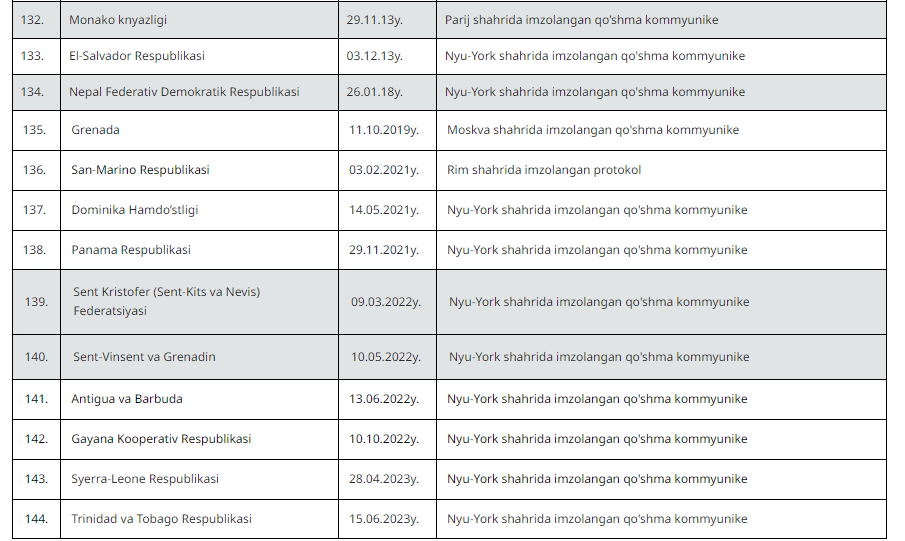 132. Monako knyazligi 29.11.13y. Parij shahrida imzolangan qo'shma kommyunike
133. El-Salvador Respublikasi 03.12.13y. Nyu-York shahrida imzolangan qo'shma kommyunike
134. Nepal Federativ Demokratik Respublikasi 26.01.18y. Nyu-York shahrida imzolangan qo'shma kommyunike
135. Grenada 11.10.2019y. Moskva shahrida imzolangan qo'shma kommyunike
136. San-Marino Respublikasi 03.02.2021y. Rim shahrida imzolangan protokol
137. Dominika Hamdo‘stligi 14.05.2021y. Nyu-York shahrida imzolangan qo'shma kommyunike
138. Panama Respublikasi 29.11.2021y. Nyu-York shahrida imzolangan qo'shma kommyunike
139. Sent Kristofer (Sent-Kits va Nevis)
Federatsiyasi 09.03.2022y. Nyu-York shahrida imzolangan qo'shma kommyunike
140. Sent-Vinsent va Grenadin 10.05.2022y. Nyu-York shahrida imzolangan qo'shma kommyunike
141. Antigua va Barbuda 13.06.2022y. Nyu-York shahrida imzolangan qo'shma kommyunike
142. Gayana Kooperativ Respublikasi 10.10.2022y. Nyu-York shahrida imzolangan qo'shma kommyunike
143. Syerra-Leone Respublikasi 28.04.2023y. Nyu-York shahrida imzolangan qo'shma kommyunike
144. Trinidad va Tobago Respublikasi 15.06.2023y. Nyu-York shahrida imzolangan qo'shma kommyunike